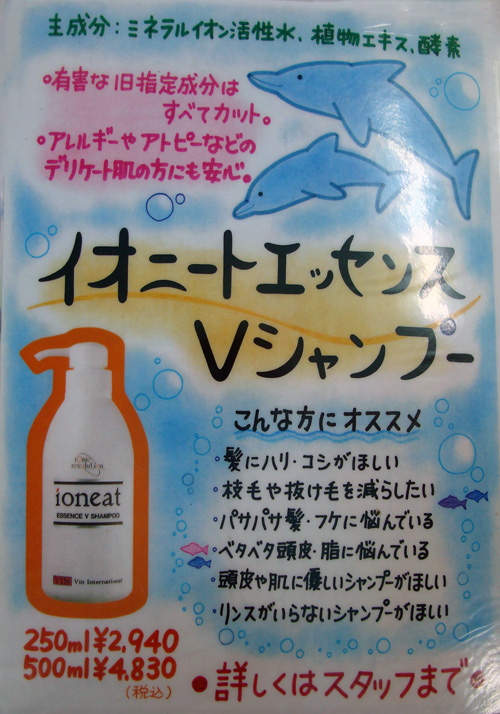 主成分：ミネラルイオン活性水、植物エキス、酵素
•有害な旧指定成分は
すべてカット。
•アレルギーやアトピーなどの
デリケート肌の方にも安心。
イオニートエッセンス
Vシャンプー
こんな方にオススメ
•髪にハリ・コシがほしい
•枝毛や抜け毛を減らしたい
•パサパサ髪・フケに悩んでいる
•ベタベタ頭皮・脂に悩んでいる
•頭皮や肌に優しいシャンプーがほしい
•リンスがいらないシャンプーがほしい
ionic
revolution
ioneat
ESSENCE V SHAMPOO
VIN Vin International
250ml¥2,940
500ml¥4,830
(税込)
•詳しくはスタッフまで•